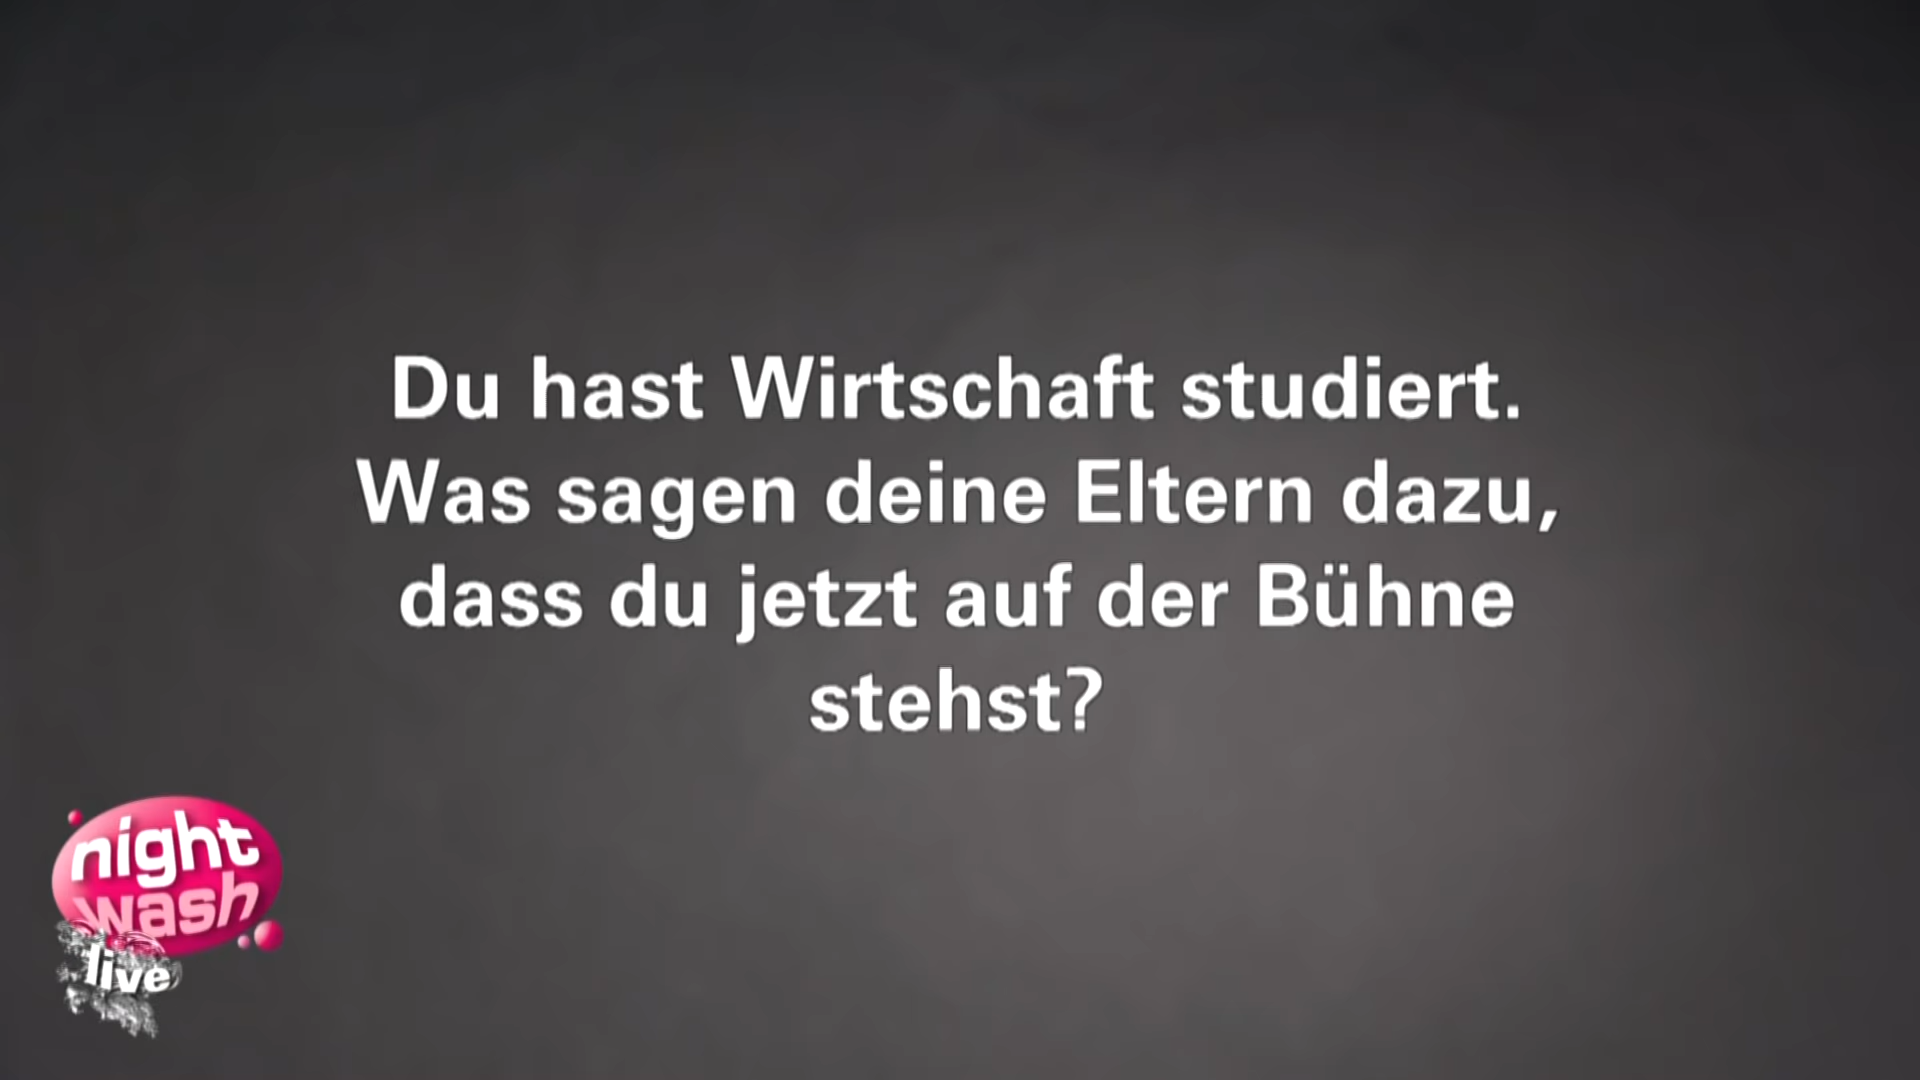 Du hast Wirtschaft studiert.
Was sagen deine Eltern dazu,
dass du jetzt auf der Bühne
stehst?
night
wash
live